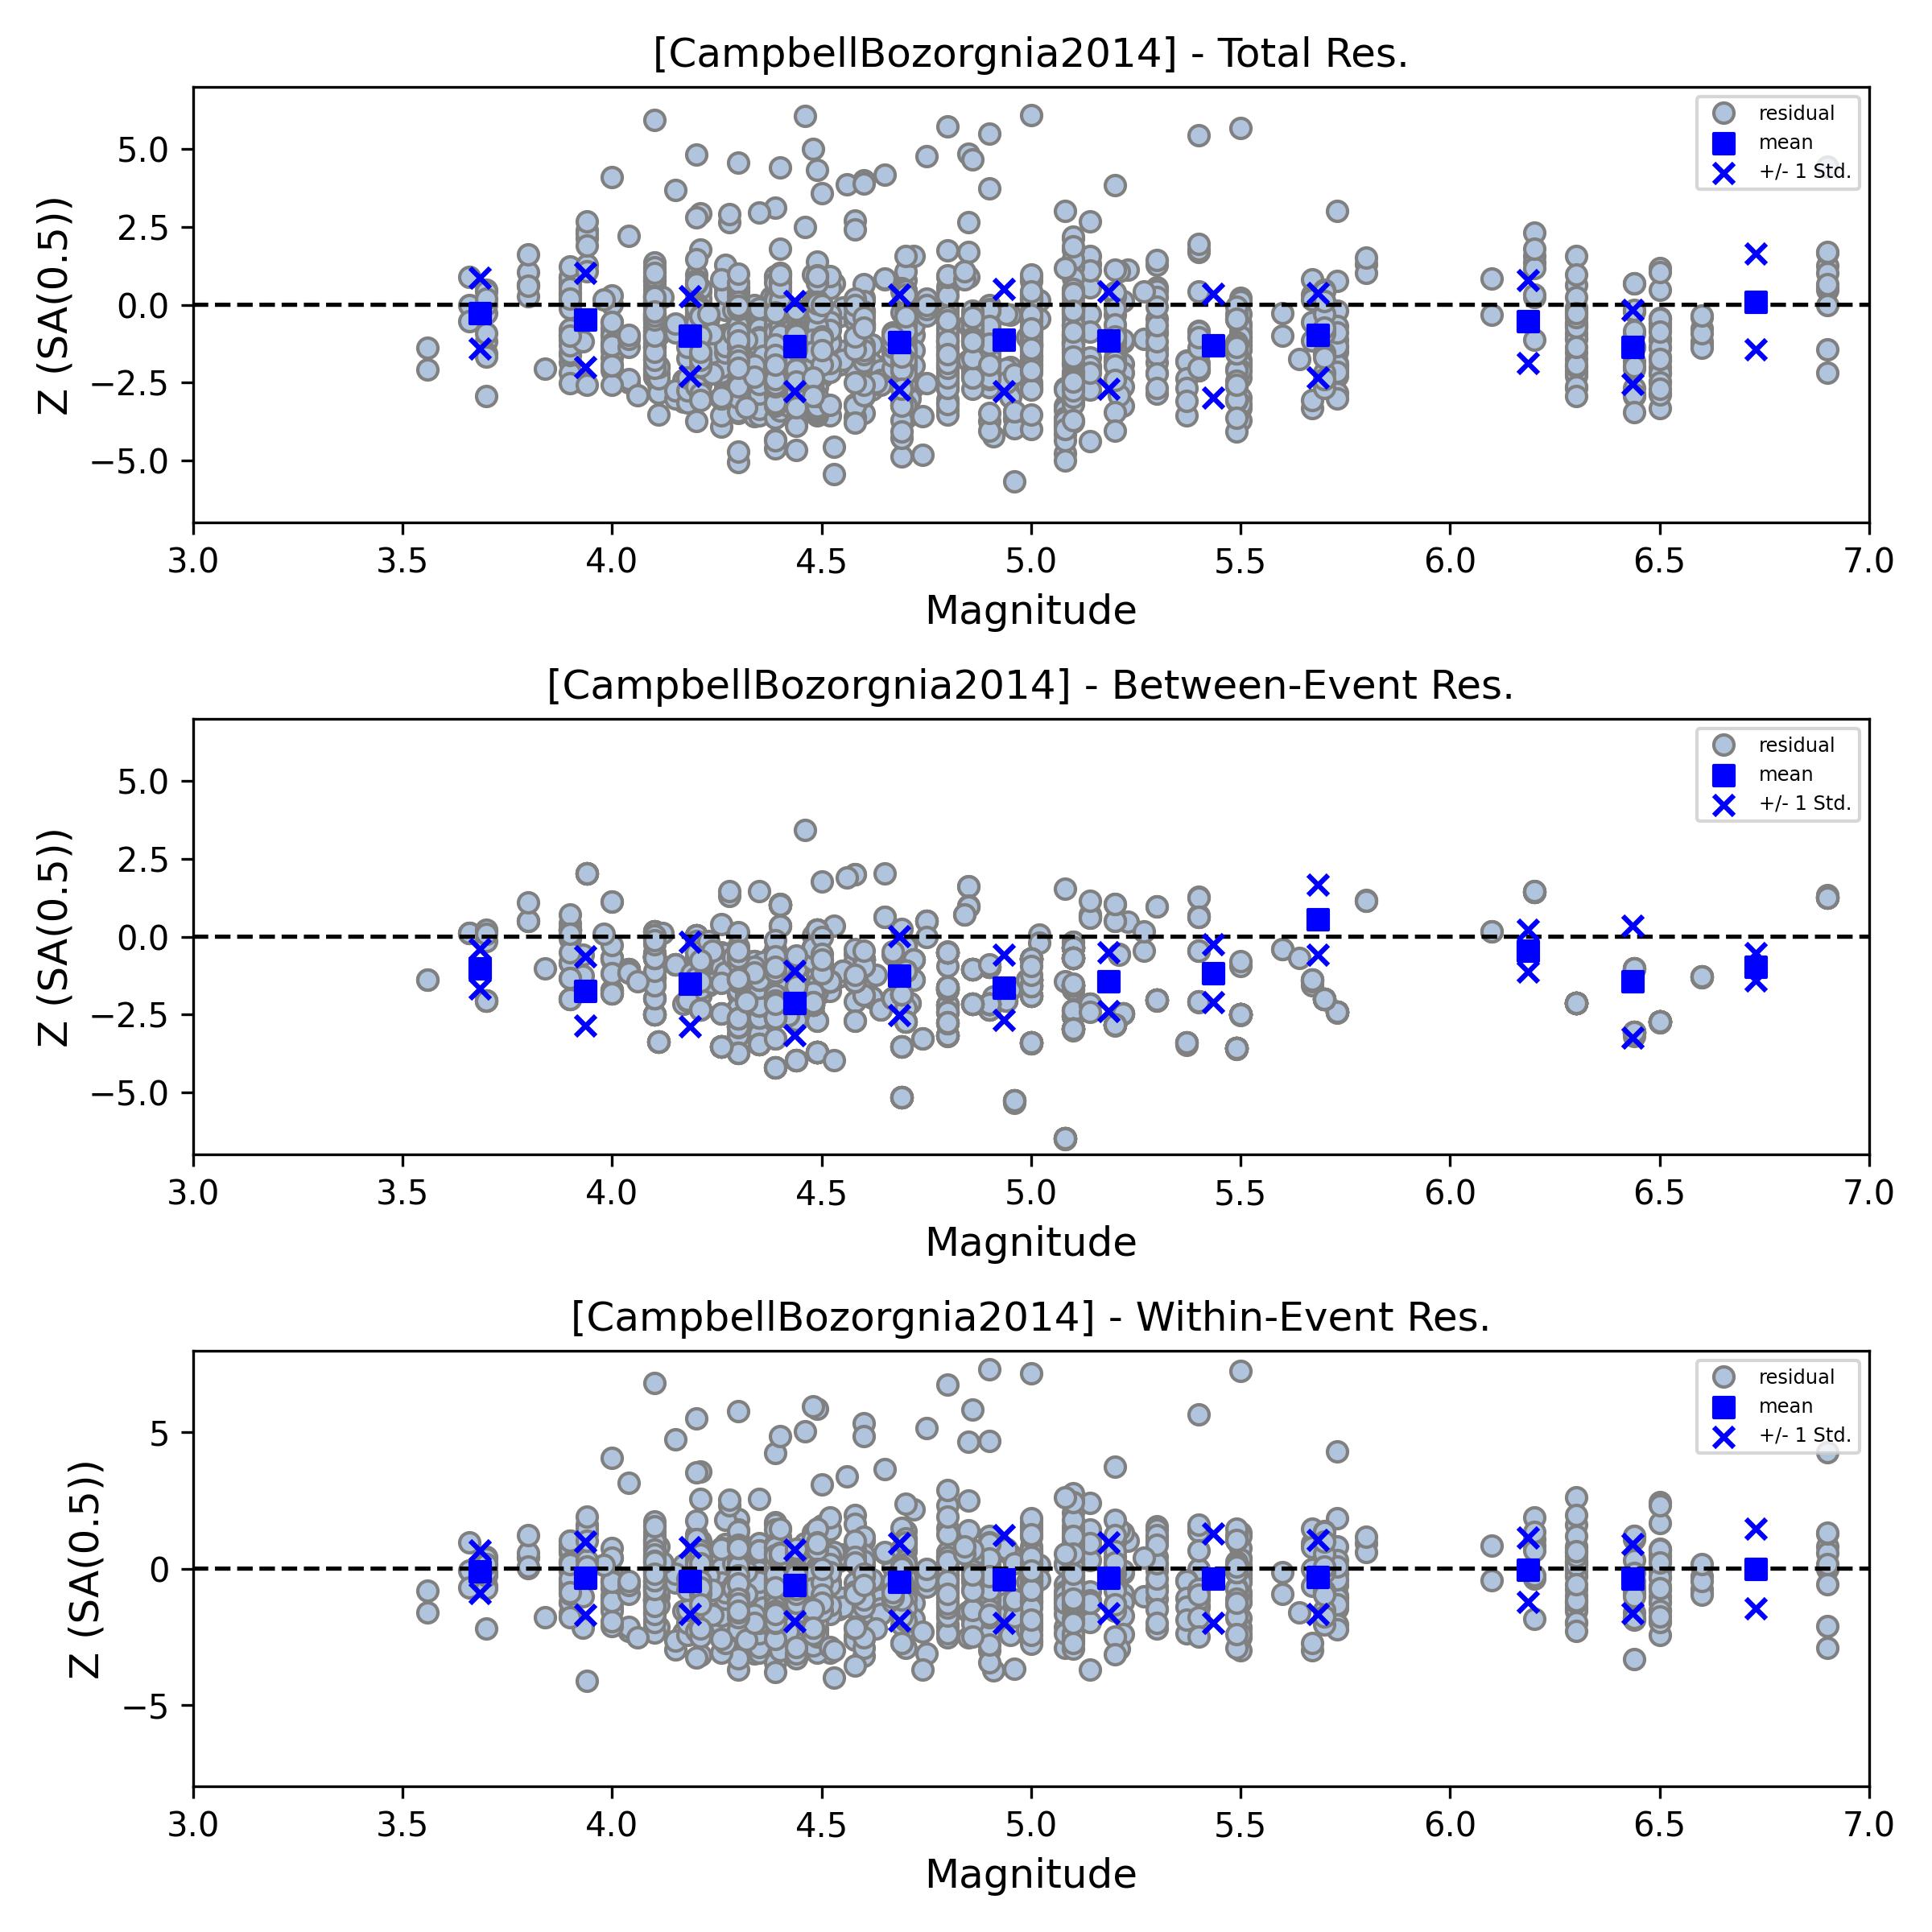 [CampbellBozorgnia2014] - Total Res.
residual
mean
+/- 1 Std.
Z (SA(0.5))
5.0
2.5
0.0
−2.5
−5.0
3.0 3.5 4.0 4.5 5.0 5.5 6.0 6.5 7.0
Magnitude
[CampbellBozorgnia2014] - Between-Event Res.
residual
mean
+/- 1 Std.
Z (SA(0.5))
5.0
2.5
0.0
−2.5
−5.0
3.0 3.5 4.0 4.5 5.0 5.5 6.0 6.5 7.0
Magnitude
[CampbellBozorgnia2014] - Within-Event Res.
residual
mean
+/- 1 Std.
Z (SA(0.5))
5
0
−5
3.0 3.5 4.0 4.5 5.0 5.5 6.0 6.5 7.0
Magnitude